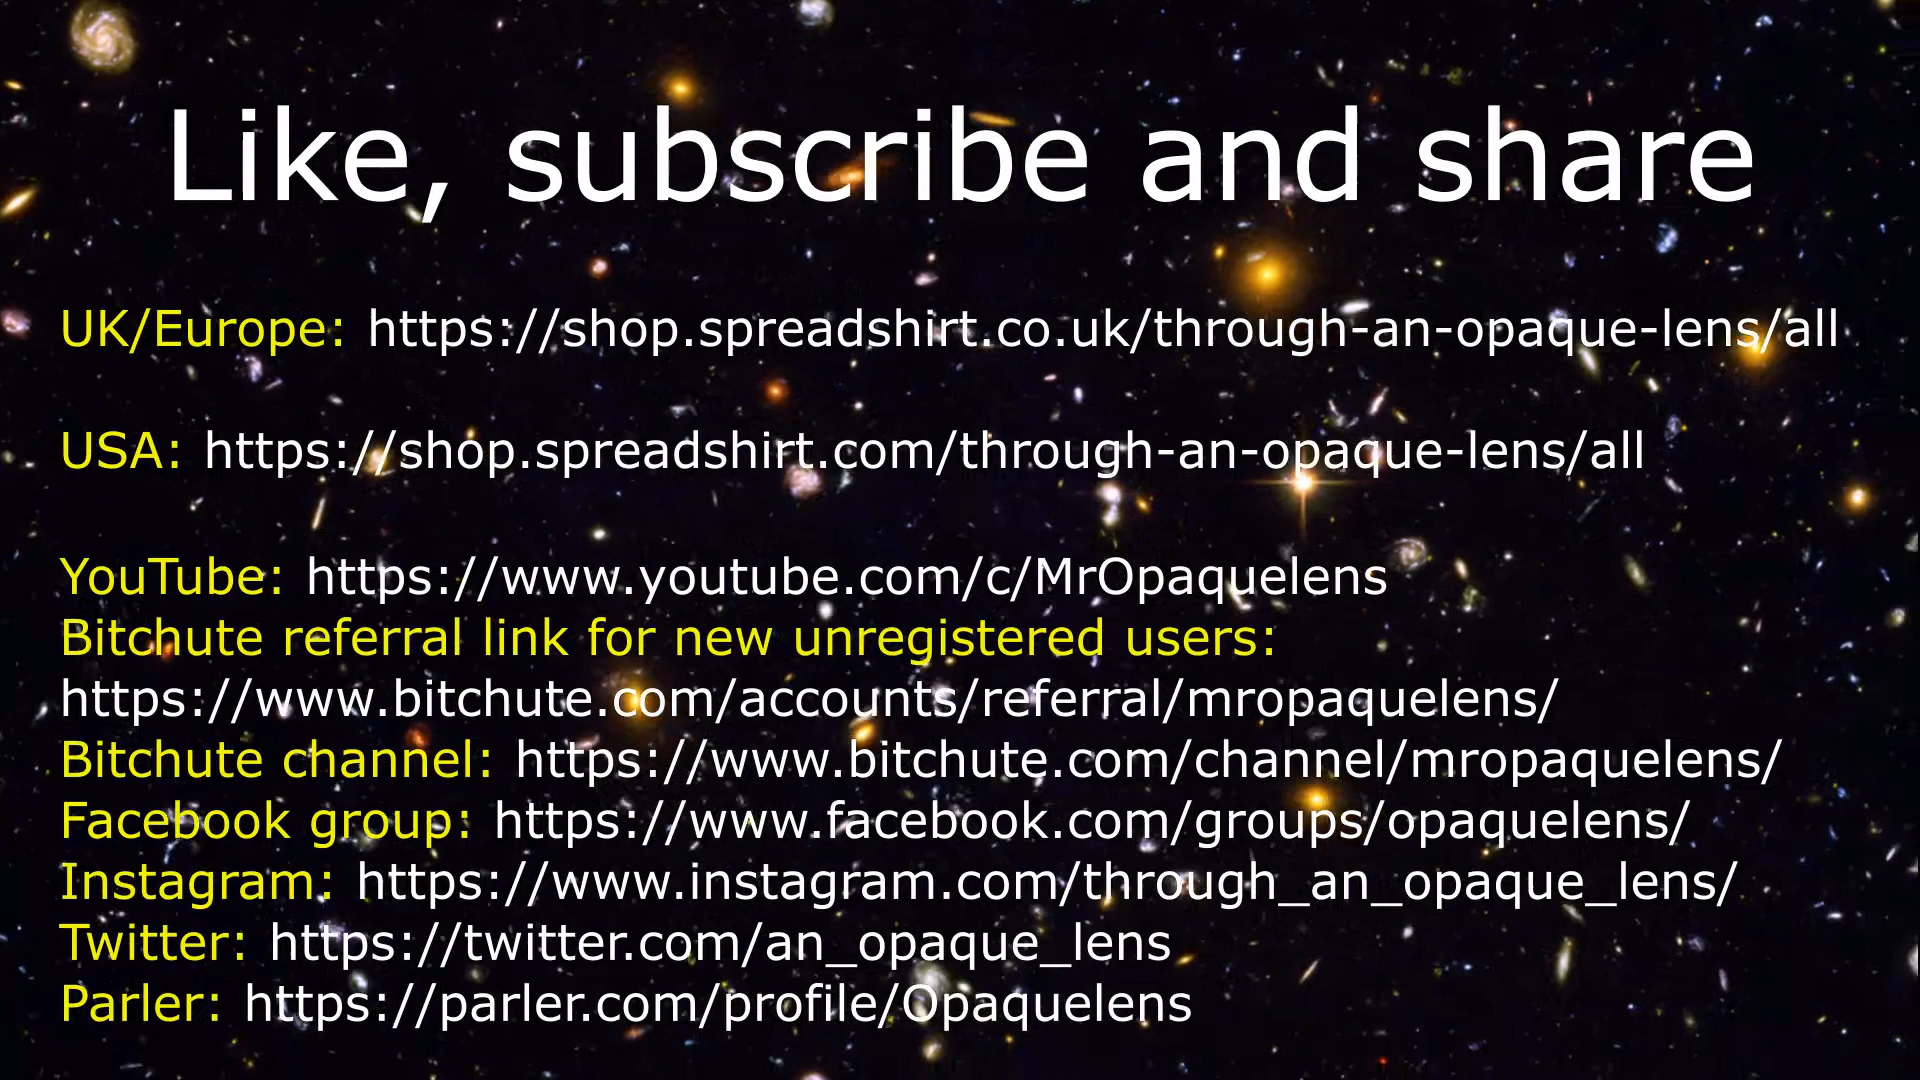 Like, subscribe and share
UK/Europe: https://shop.spreadshirt.co.uk/through-an-opaque-lens/all
USA: https://shop.spreadshirt.com/through-an-opaque-lens/all
YouTube: https://www.youtube.com/c/MrOpaquelens
Bitchute referral link for new unregistered users:
https://www.bitchute.com/accounts/referral/mropaquelens/
Bitchute channel: https://www.bitchute.com/channel/mropaquelens/
Facebook group: https://www.facebook.com/groups/opaquelens/
Instagram: https://www.instagram.com/through_an_opaque_lens/
Twitter: https://twitter.com/an_opaque_lens
Parler: https://parler.com/profile/Opaquelens